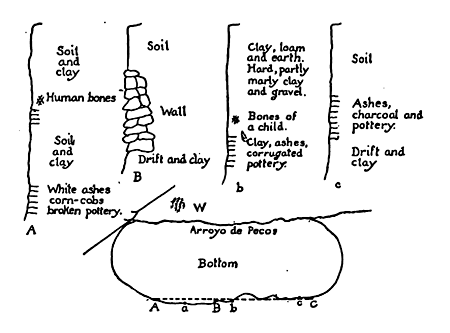 Soil
and
clay
Human bones
Soil
and
clay
White ashes
corn-cobs
broken pottery.
A
Soil
Wall
Drift and clay
B
Clay, loam
and earth.
Hard, partly
marly clay
and gravel.
Bones of
a child.
Clay, ashes,
corrugated
pottery.
b
Soil
Ashes,
charcoal and
pottery.
Drift and
clay
c
W
Arroyo de Pecos
Bottom
A a B b c C